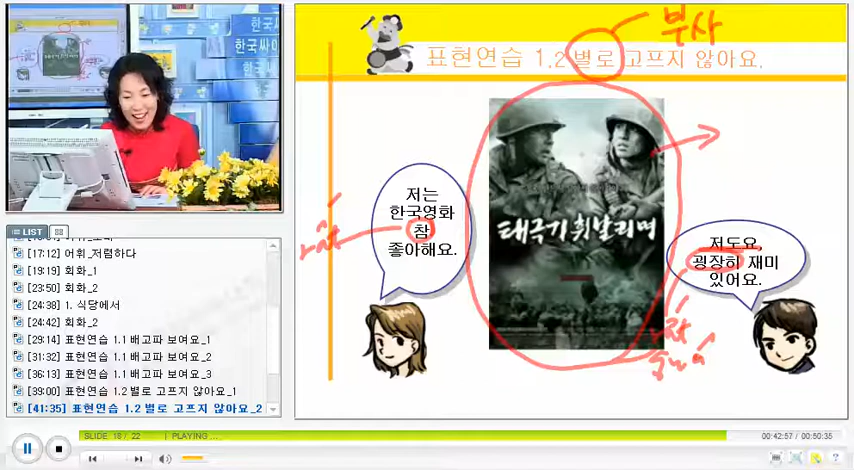 한국
한국싸이
한국
부사
표현연습 1.2 별로 고프지 않아요.
저는
한국영화
참
좋아해요.
rất
태극기 휘날리며
저도요,
굉장히 재미
있어요.
rất
LIST
[17:12] 어휘_저렴하다
[19:19] 회화_1
[23:50] 회화_2
[24:38] 1. 식당에서
[24:42] 회화_2
[29:14] 표현연습 1.1 배고파 보여요_1
[31:32] 표현연습 1.1 배고파 보여요_2
[36:13] 표현연습 1.1 배고파 보여요_3
[39:00] 표현연습 1.2 별로 고프지 않아요_1
[41:35] 표현연습 1.2 별로 고프지 않아요_2
SLIDE 18 / 22 PLAYING ...
00:42:57 / 00:50:35